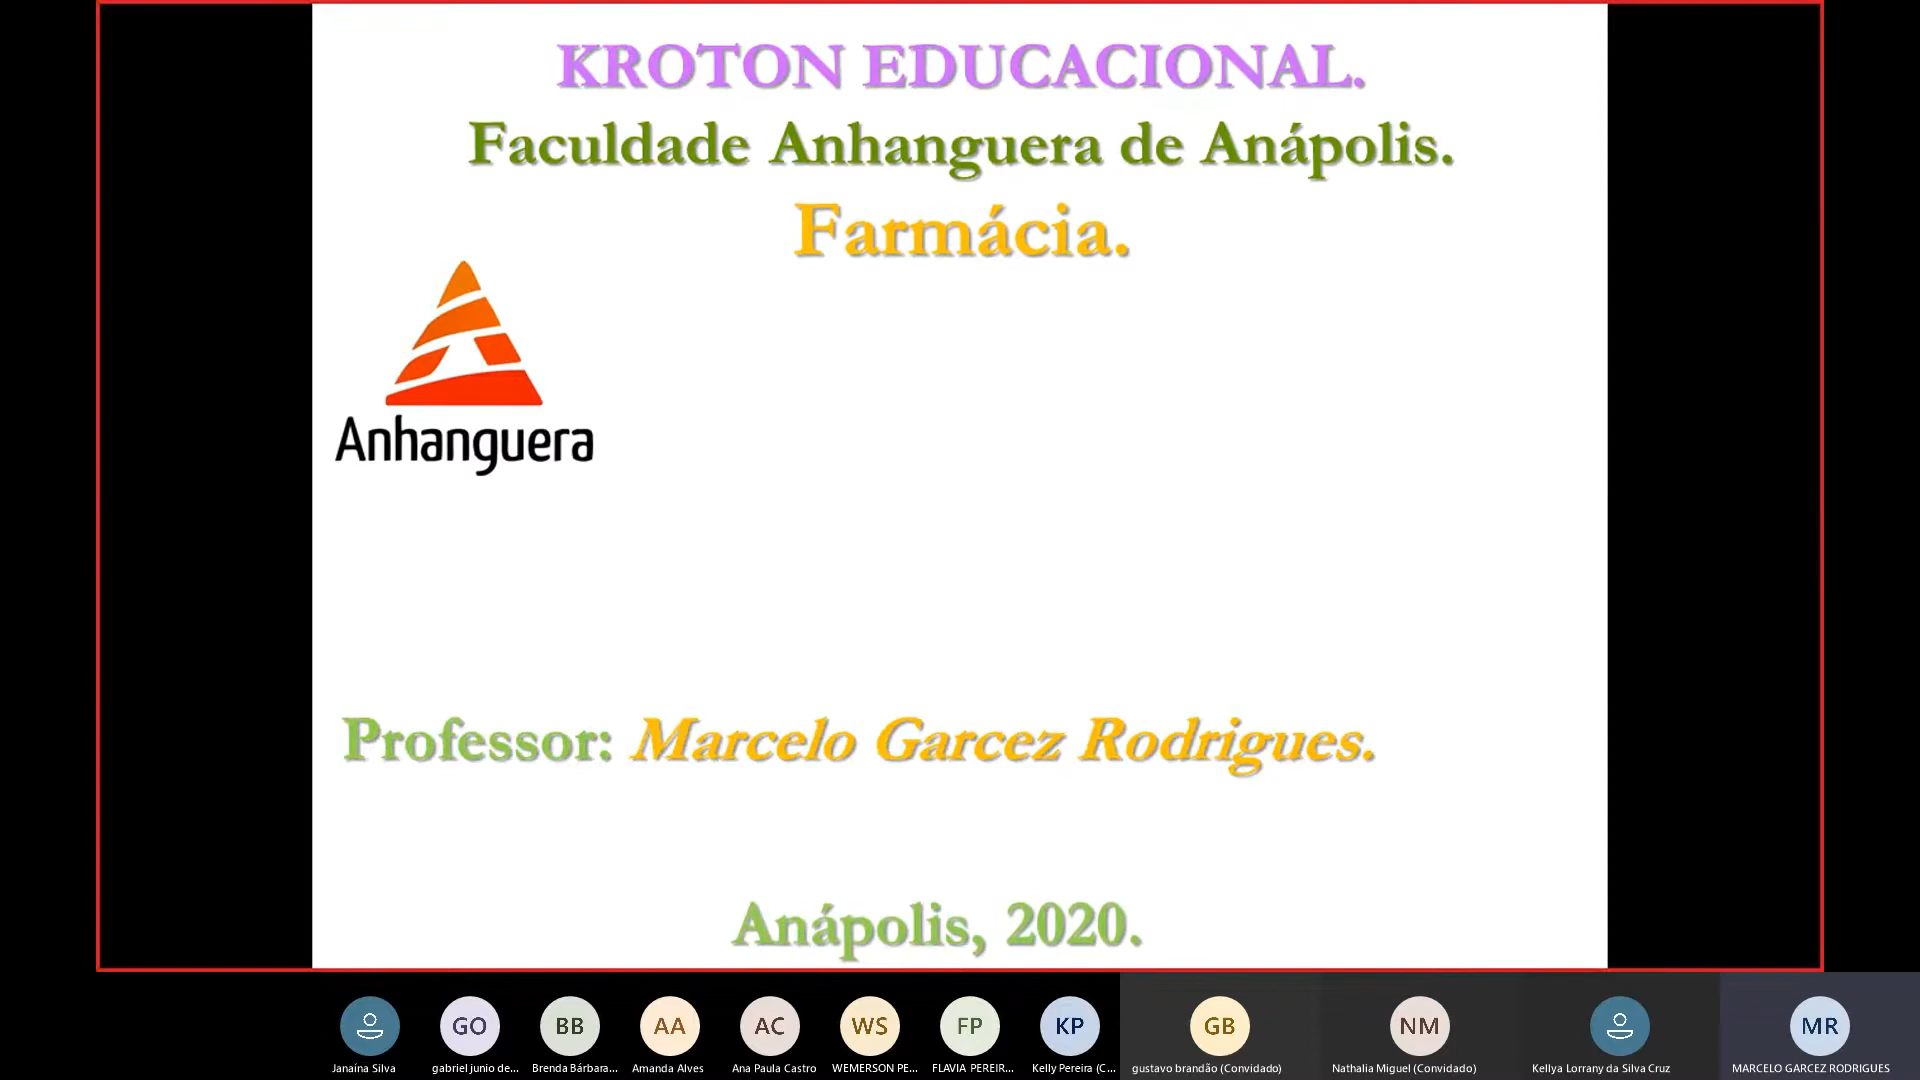 KROTON EDUCACIONAL.
Faculdade Anhanguera de Anápolis.
Farmácia.
Anhanguera
Professor: Marcelo Garcez Rodrigues.
Anápolis, 2020.
GO BB AA AC WS FP KP GB NM MR
Janaína Silva gabriel junio de... Brenda Bárbara... Amanda Alves Ana Paula Castro WEMERSON PE... FLAVIA PEREIR... Kelly Pereira (C... gustavo brandão (Convidado) Nathalia Miguel (Convidado) Kellya Lorrany da Silva Cruz MARCELO GARCEZ RODRIGUES